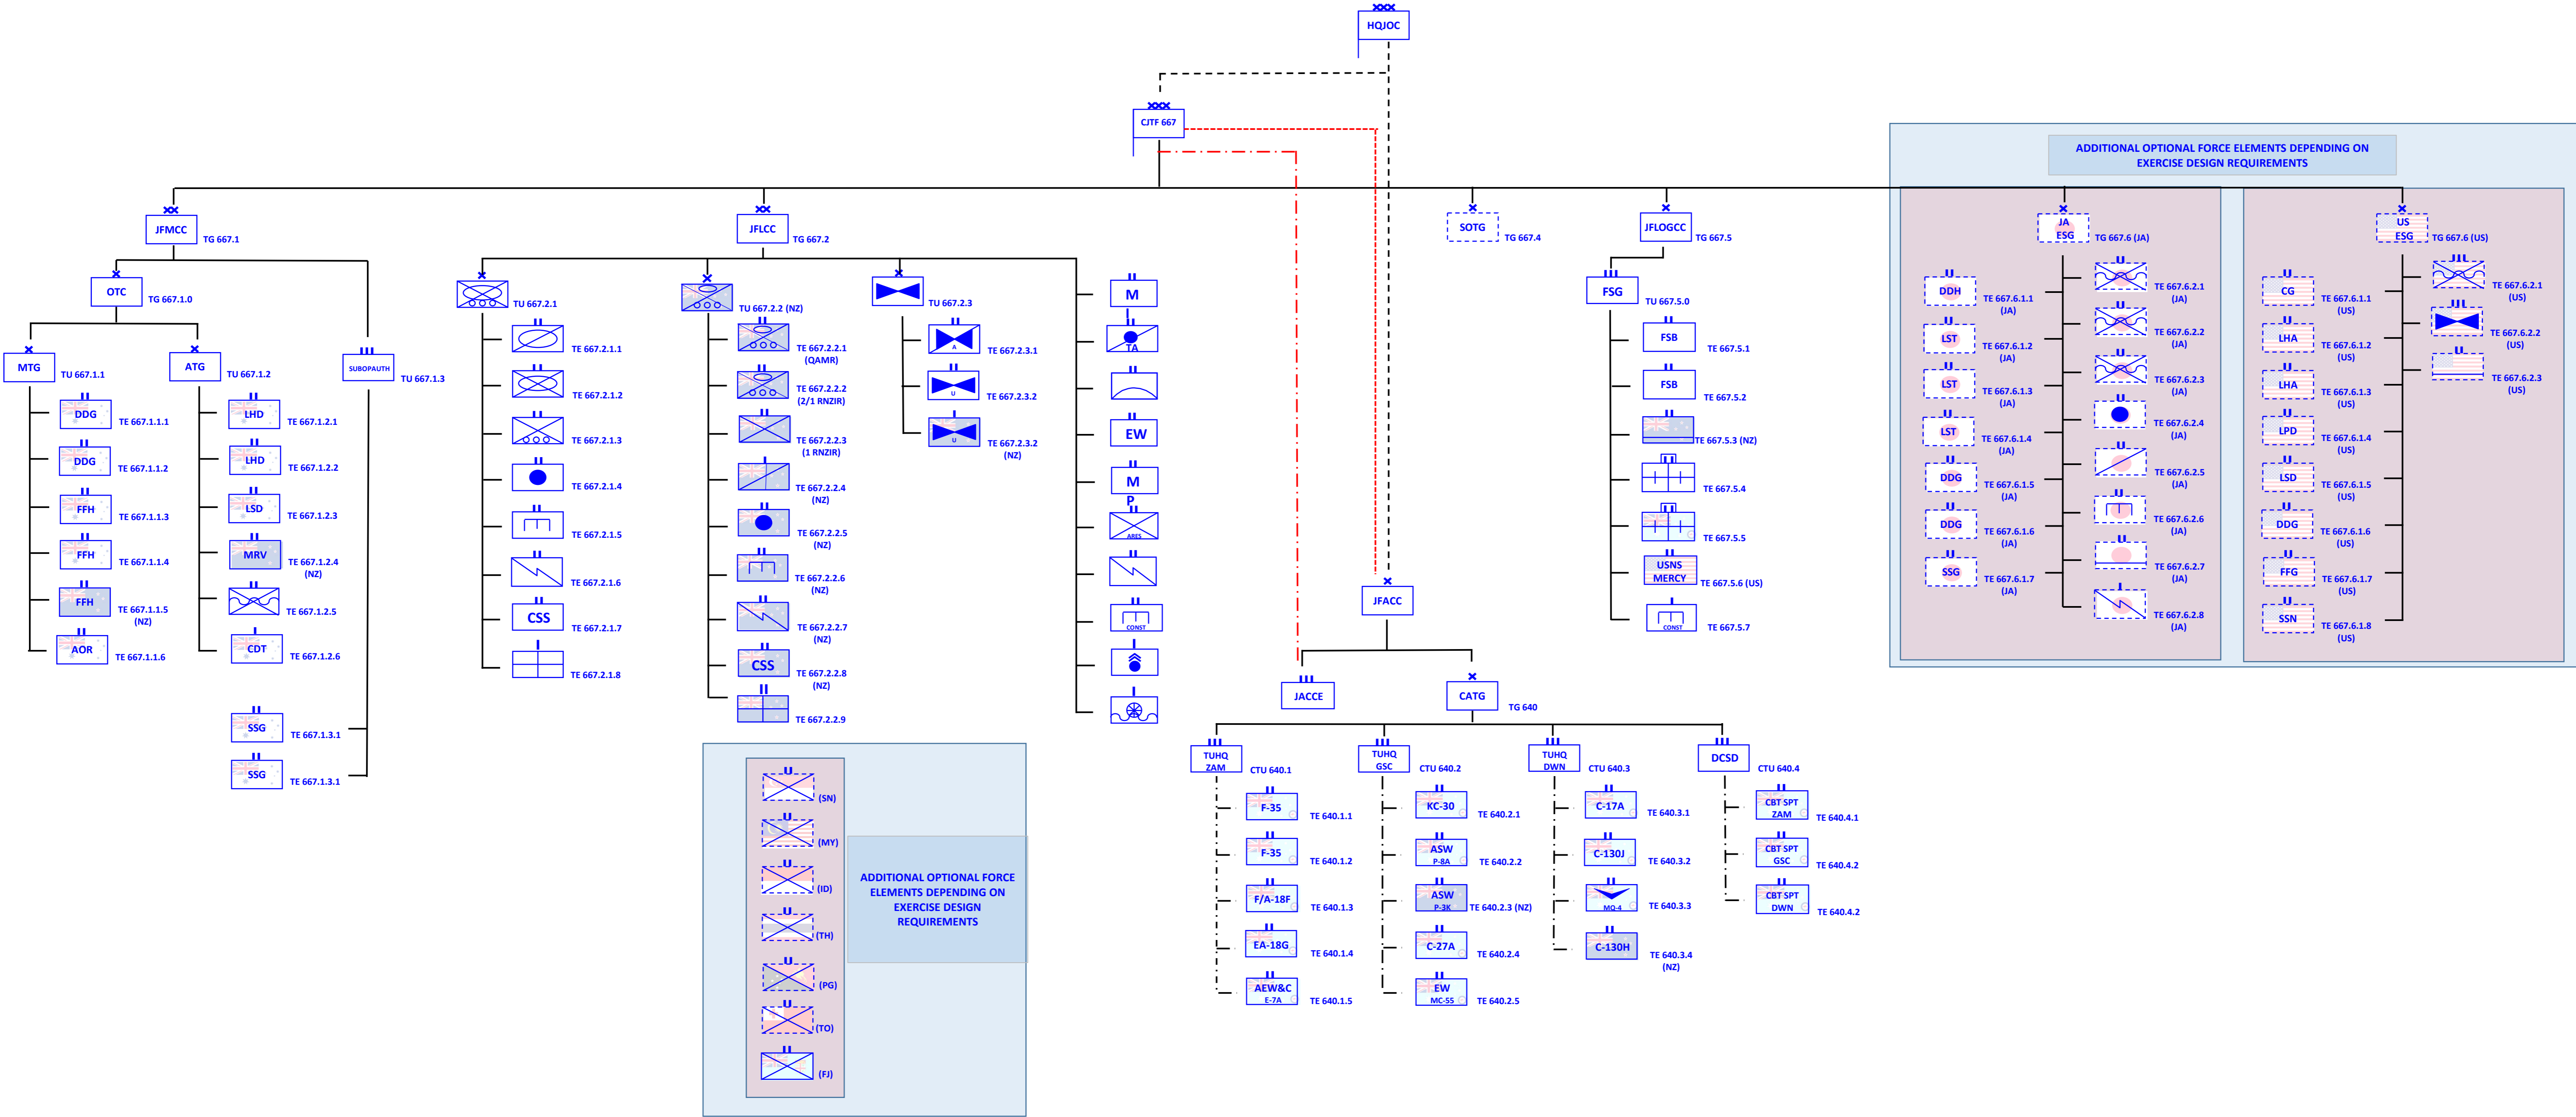 HQJOC
CJTF 667
ADDITIONAL OPTIONAL FORCE ELEMENTS DEPENDING ON
EXERCISE DESIGN REQUIREMENTS
JFMCC
TG 667.1
OTC
TG 667.1.0
MTG
TU 667.1.1
DDG
TE 667.1.1.1
DDG
TE 667.1.1.2
FFH
TE 667.1.1.3
FFH
TE 667.1.1.4
FFH
TE 667.1.1.5
(NZ)
AOR
TE 667.1.1.6
ATG
TU 667.1.2
LHD
TE 667.1.2.1
LHD
TE 667.1.2.2
LSD
TE 667.1.2.3
MRV
TE 667.1.2.4
(NZ)
TE 667.1.2.5
CDT
TE 667.1.2.6
SUBOPAUTH
TU 667.1.3
SSG
TE 667.1.3.1
SSG
TE 667.1.3.1
JFLCC
TG 667.2
TU 667.2.1
TE 667.2.1.1
TE 667.2.1.2
TE 667.2.1.3
TE 667.2.1.4
TE 667.2.1.5
TE 667.2.1.6
CSS
TE 667.2.1.7
TE 667.2.1.8
TU 667.2.2 (NZ)
TE 667.2.2.1
(QAMR)
TE 667.2.2.2
(2/1 RNZIR)
TE 667.2.2.3
(1 RNZIR)
TE 667.2.2.4
(NZ)
TE 667.2.2.5
(NZ)
TE 667.2.2.6
(NZ)
TE 667.2.2.7
(NZ)
CSS
TE 667.2.2.8
(NZ)
TE 667.2.2.9
TU 667.2.3
A
TE 667.2.3.1
U
TE 667.2.3.2
U
TE 667.2.3.2
(NZ)
M
I
TA
EW
M
P
ARES
CONST
(SN)
(MY)
(ID)
(TH)
(PG)
(TO)
(FJ)
ADDITIONAL OPTIONAL FORCE
ELEMENTS DEPENDING ON
EXERCISE DESIGN
REQUIREMENTS
JFACC
JACCE
CATG
TG 640
TUHQ
ZAM
CTU 640.1
F-35
TE 640.1.1
F-35
TE 640.1.2
F/A-18F
TE 640.1.3
EA-18G
TE 640.1.4
AEW&C
E-7A
TE 640.1.5
TUHQ
GSC
CTU 640.2
KC-30
TE 640.2.1
ASW
P-8A
TE 640.2.2
ASW
P-3K
TE 640.2.3 (NZ)
C-27A
TE 640.2.4
EW
MC-55
TE 640.2.5
TUHQ
DWN
CTU 640.3
C-17A
TE 640.3.1
C-130J
TE 640.3.2
MQ-4
TE 640.3.3
C-130H
TE 640.3.4
(NZ)
DCSD
CTU 640.4
CBT SPT
ZAM
TE 640.4.1
CBT SPT
GSC
TE 640.4.2
CBT SPT
DWN
TE 640.4.2
SOTG
TG 667.4
JFLOGCC
TG 667.5
FSG
TU 667.5.0
FSB
TE 667.5.1
FSB
TE 667.5.2
TE 667.5.3 (NZ)
TE 667.5.4
TE 667.5.5
USNS
MERCY
TE 667.5.6 (US)
CONST
TE 667.5.7
JA
ESG
TG 667.6 (JA)
DDH
TE 667.6.1.1
(JA)
LST
TE 667.6.1.2
(JA)
LST
TE 667.6.1.3
(JA)
LST
TE 667.6.1.4
(JA)
DDG
TE 667.6.1.5
(JA)
DDG
TE 667.6.1.6
(JA)
SSG
TE 667.6.1.7
(JA)
TE 667.6.2.1
(JA)
TE 667.6.2.2
(JA)
TE 667.6.2.3
(JA)
TE 667.6.2.4
(JA)
TE 667.6.2.5
(JA)
TE 667.6.2.6
(JA)
TE 667.6.2.7
(JA)
TE 667.6.2.8
(JA)
US
ESG
TG 667.6 (US)
CG
TE 667.6.1.1
(US)
LHA
TE 667.6.1.2
(US)
LHA
TE 667.6.1.3
(US)
LPD
TE 667.6.1.4
(US)
LSD
TE 667.6.1.5
(US)
DDG
TE 667.6.1.6
(US)
FFG
TE 667.6.1.7
(US)
SSN
TE 667.6.1.8
(US)
TE 667.6.2.1
(US)
TE 667.6.2.2
(US)
TE 667.6.2.3
(US)